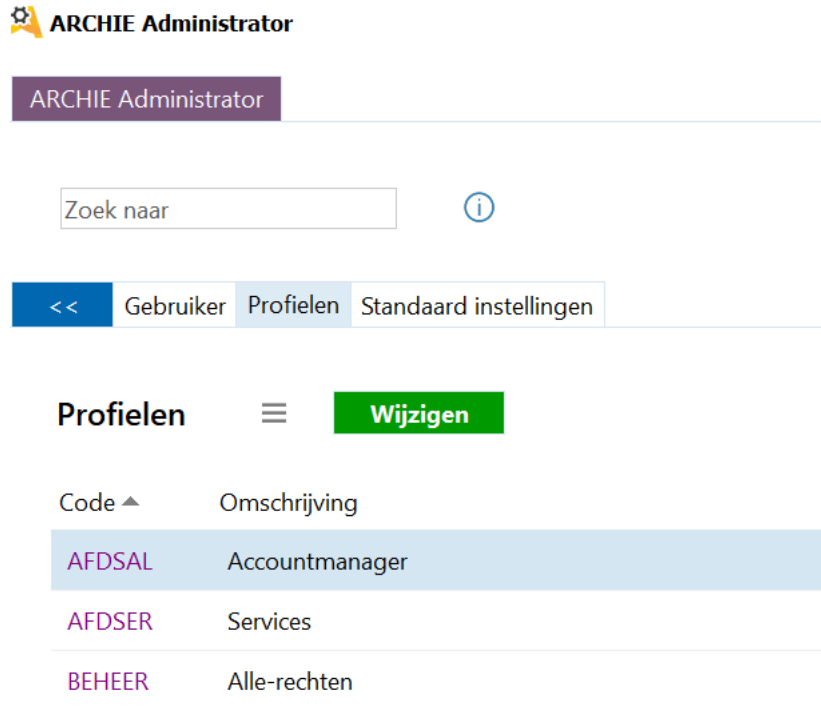 ARCHIE Administrator
ARCHIE Administrator
Zoek naar
<< Gebruiker Profielen Standaard instellingen
Profielen Wijzigen
Code Omschrijving
AFDSAL Accountmanager
AFDSER Services
BEHEER Alle-rechten